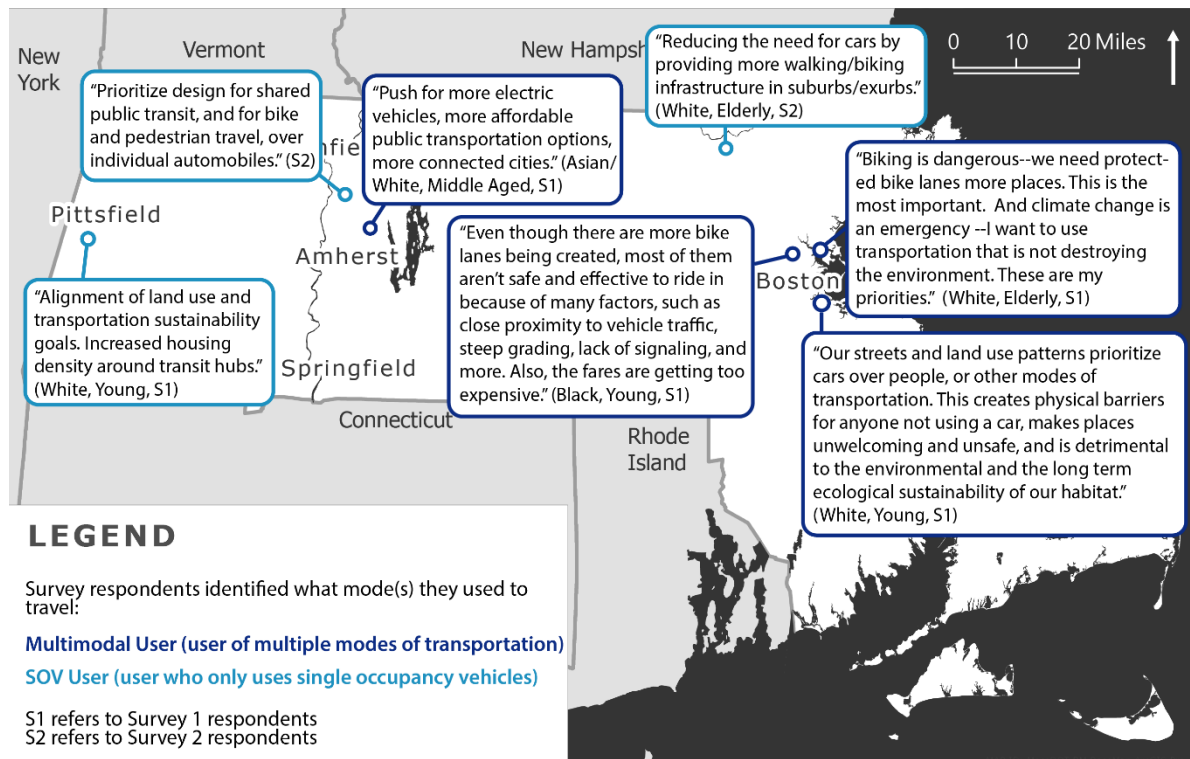 New
York
Vermont
New Hampsh
0 10 20 Miles
“Prioritize design for shared
public transit, and for bike
and pedestrian travel, over
individual automobiles.” (S2)
nfie
“Push for more electric
vehicles, more affordable
public transportation options,
more connected cities.” (Asian/
White, Middle Aged, S1)
“Reducing the need for cars by
providing more walking/biking
infrastructure in suburbs/exurbs.”
(White, Elderly, S2)
“Biking is dangerous--we need protect-
ed bike lanes more places. This is the
most important.  And climate change is
an emergency --I want to use
transportation that is not destroying
the environment. These are my
priorities.”  (White, Elderly, S1)
Pittsfield
Amherst
Boston
“Even though there are more bike
lanes being created, most of them
aren’t safe and effective to ride in
because of many factors, such as
close proximity to vehicle traffic,
steep grading, lack of signaling, and
more. Also, the fares are getting too
expensive.” (Black, Young, S1)
“Alignment of land use and
transportation sustainability
goals. Increased housing
density around transit hubs.”
(White, Young, S1)
Springfield
Connecticut
Rhode
Island
“Our streets and land use patterns prioritize
cars over people, or other modes of
transportation. This creates physical barriers
for anyone not using a car, makes places
unwelcoming and unsafe, and is detrimental
to the environmental and the long term
ecological sustainability of our habitat.”
(White, Young, S1)
LEGEND
Survey respondents identified what mode(s) they used to
travel:
Multimodal User (user of multiple modes of transportation)
SOV User (user who only uses single occupancy vehicles)
S1 refers to Survey 1 respondents
S2 refers to Survey 2 respondents